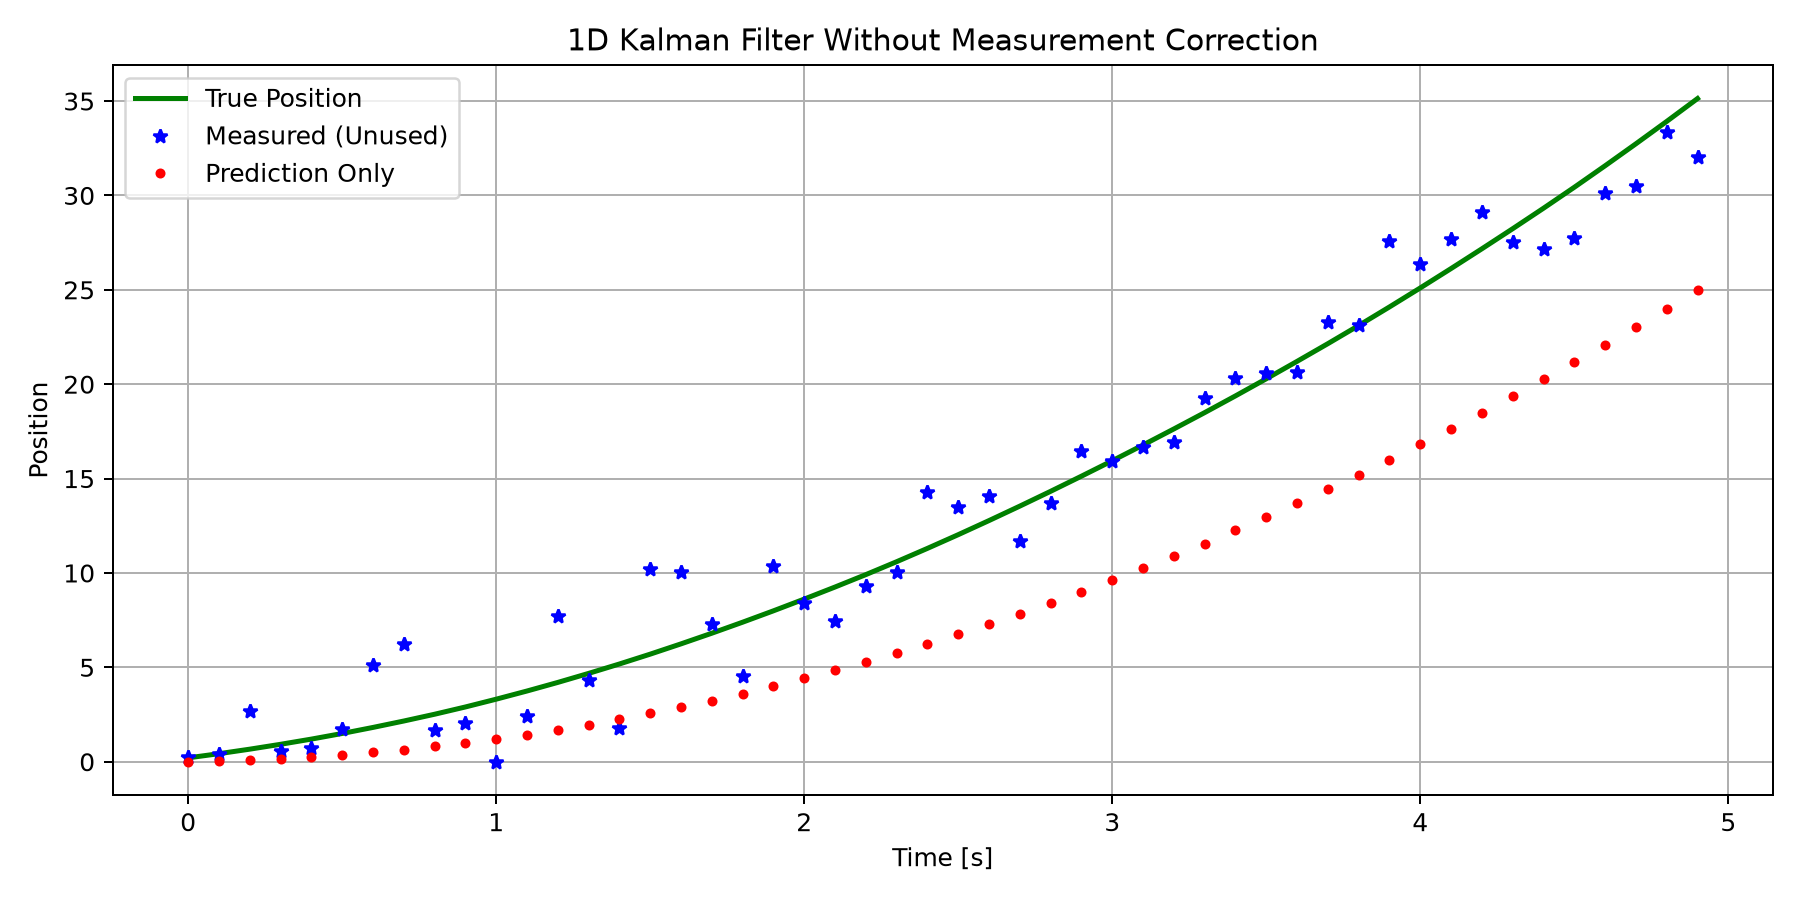 1D Kalman Filter Without Measurement Correction
True Position
Measured (Unused)
Prediction Only
35
30
25
20
15
10
5
0
Position
0 1 2 3 4 5
Time [s]